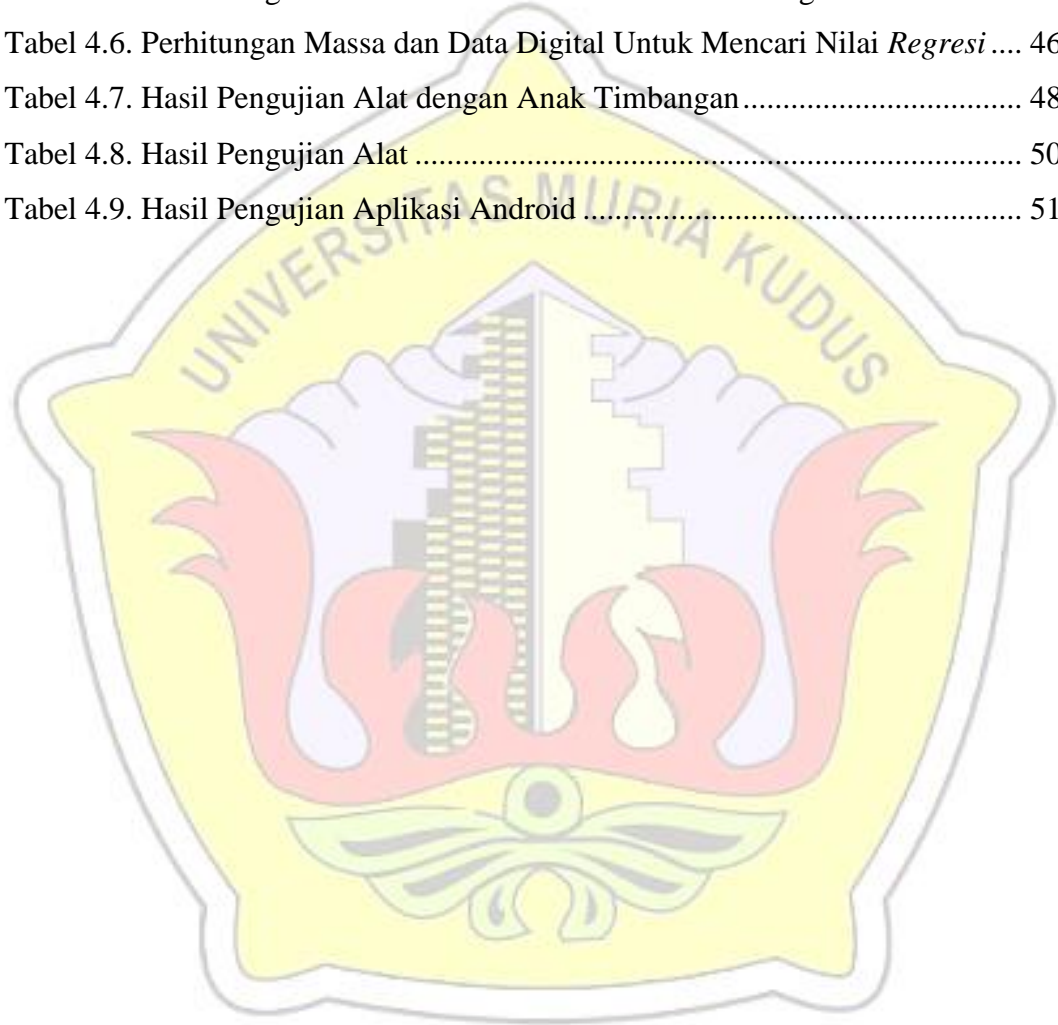 Tabel 4.6. Perhitungan Massa dan Data Digital Untuk Mencari Nilai Regresi .... 46
Tabel 4.7. Hasil Pengujian Alat dengan Anak Timbangan .................................. 48
Tabel 4.8. Hasil Pengujian Alat ............................................................................ 50
Tabel 4.9. Hasil Pengujian Aplikasi Android ....................................................... 51
UNIVERSITAS MURIA KUDUS